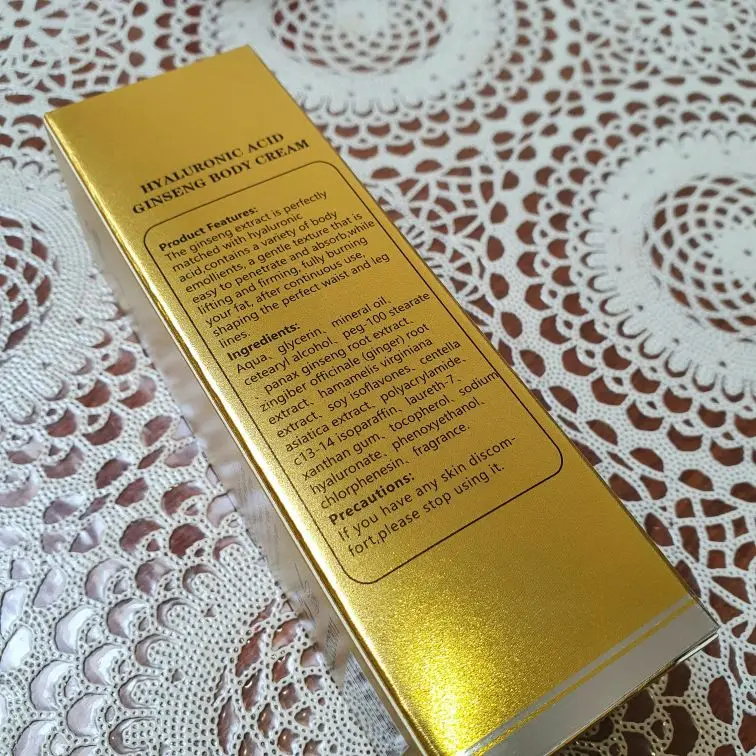 HYALURONIC ACID
GINSENG BODY CREAM
Product Features:
The ginseng extract is perfectly
matched with hyaluronic
acid,contains a variety of body
emollients, a gentle texture that is
easy to penetrate and absorb,while
lifting and firming, fully burning
your fat, after continuous use,
shaping the perfect waist and leg
lines.
Ingredients:
Aqua、glycerin、mineral oil、
cetearyl alcohol、peg-100 stearate
、panax ginseng root extract、
zingiber officinale (ginger) root
extract、hamamelis virginiana
extract、soy isoflavones、centella
asiatica extract、polyacrylamide、
c13-14 isoparaffin、laureth-7、
xanthan gum、tocopherol、sodium
hyaluronate、phenoxyethanol、
chlorphenesin、fragrance.
Precautions:
If you have any skin discom-
fort,please stop using it.